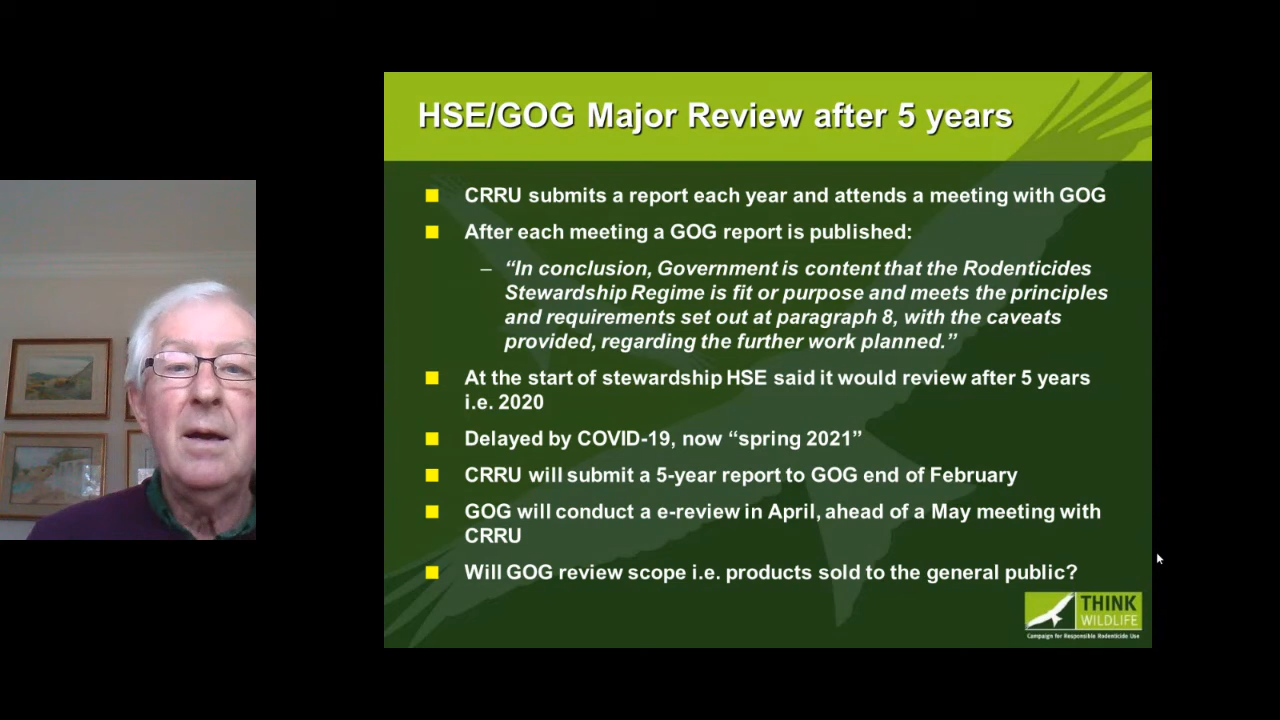 HSE/GOG Major Review after 5 years
CRRU submits a report each year and attends a meeting with GOG
After each meeting a GOG report is published:
– “In conclusion, Government is content that the Rodenticides
Stewardship Regime is fit or purpose and meets the principles
and requirements set out at paragraph 8, with the caveats
provided, regarding the further work planned.”
At the start of stewardship HSE said it would review after 5 years
i.e. 2020
Delayed by COVID-19, now “spring 2021”
CRRU will submit a 5-year report to GOG end of February
GOG will conduct a e-review in April, ahead of a May meeting with
CRRU
Will GOG review scope i.e. products sold to the general public?
THINK
WILDLIFE
Campaign for Responsible Rodenticide Use